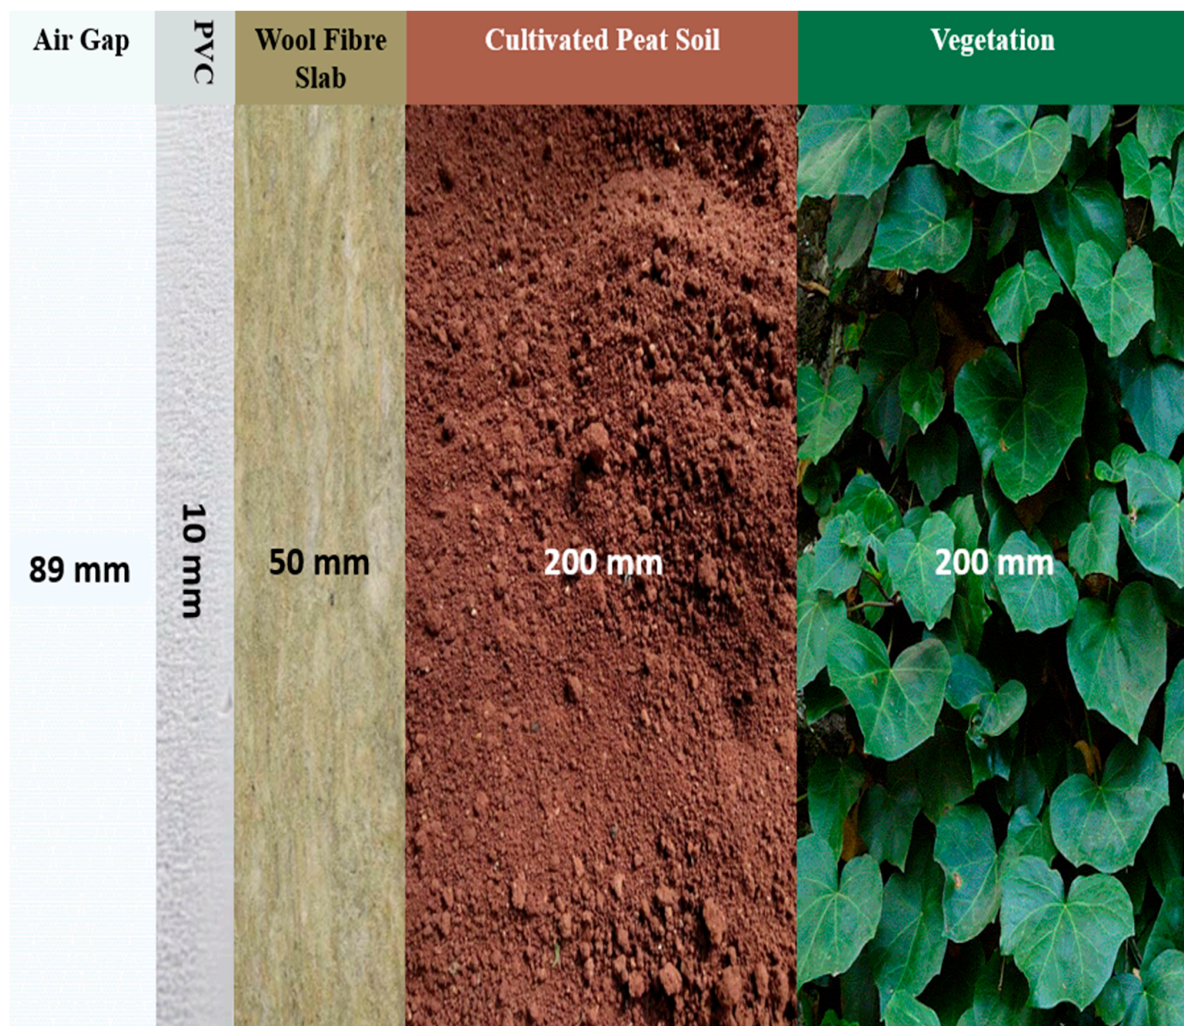 Air Gap
PVC
Wool Fibre
Slab
Cultivated Peat Soil
Vegetation
89 mm
10 mm
50 mm
200 mm
200 mm